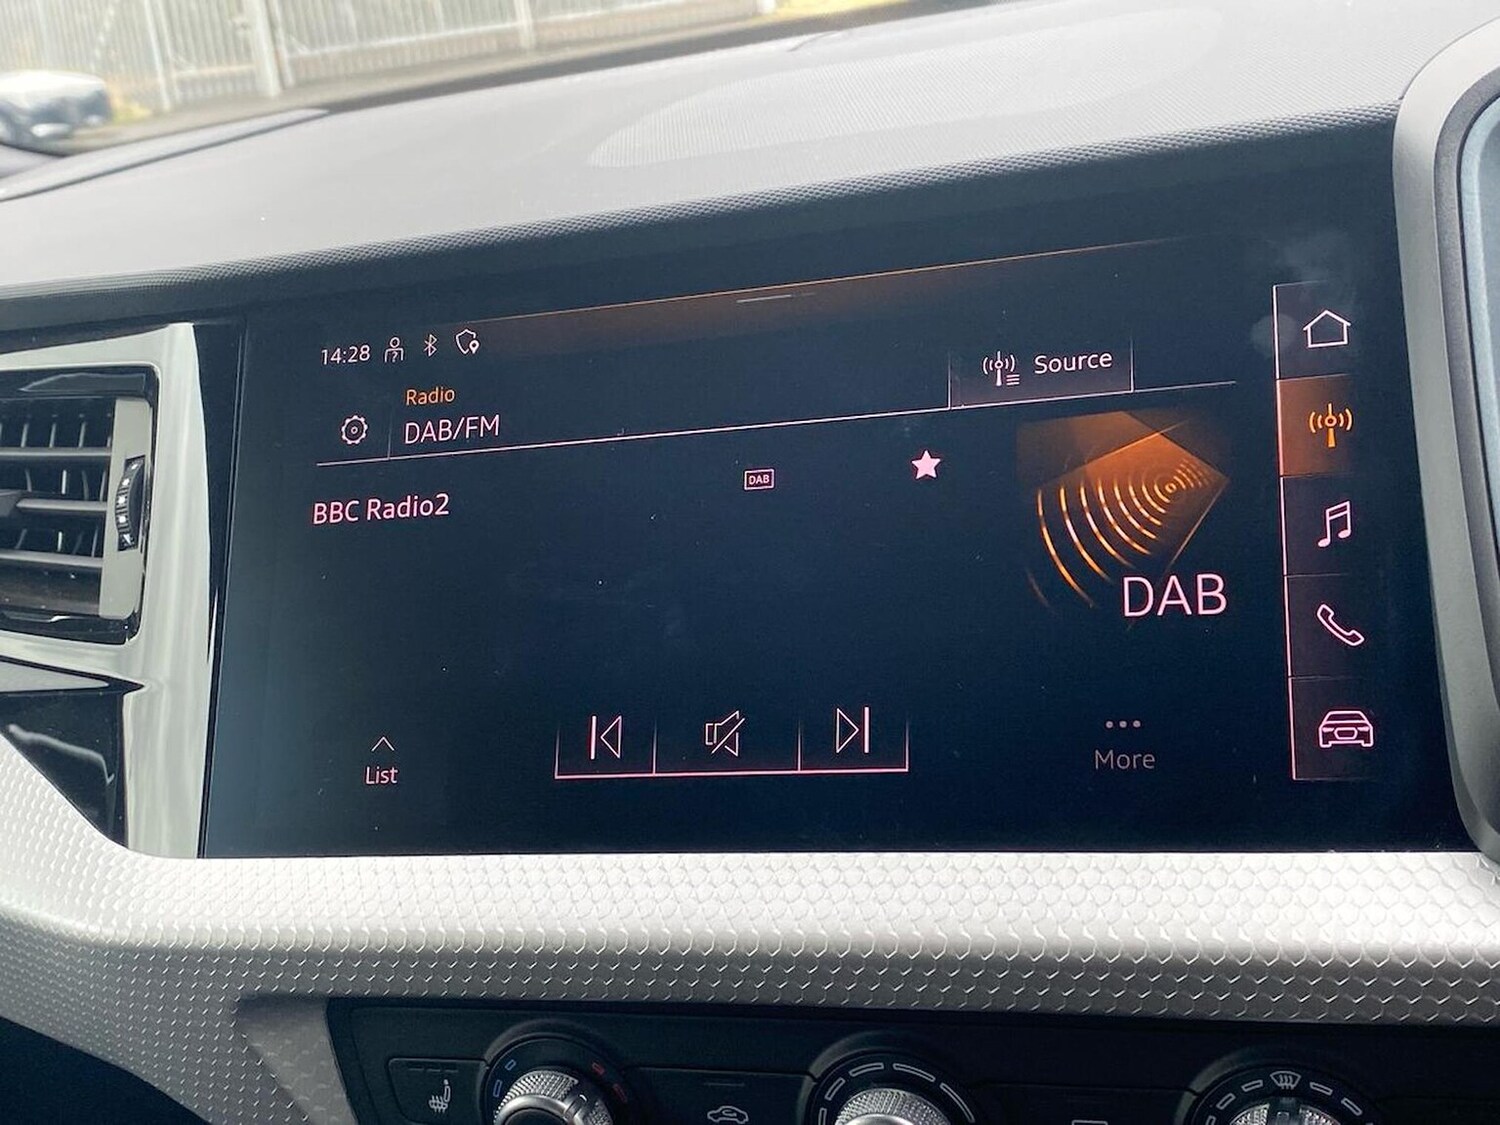 14:28
Radio
DAB/FM
Source
DAB
BBC Radio2
DAB
List
More